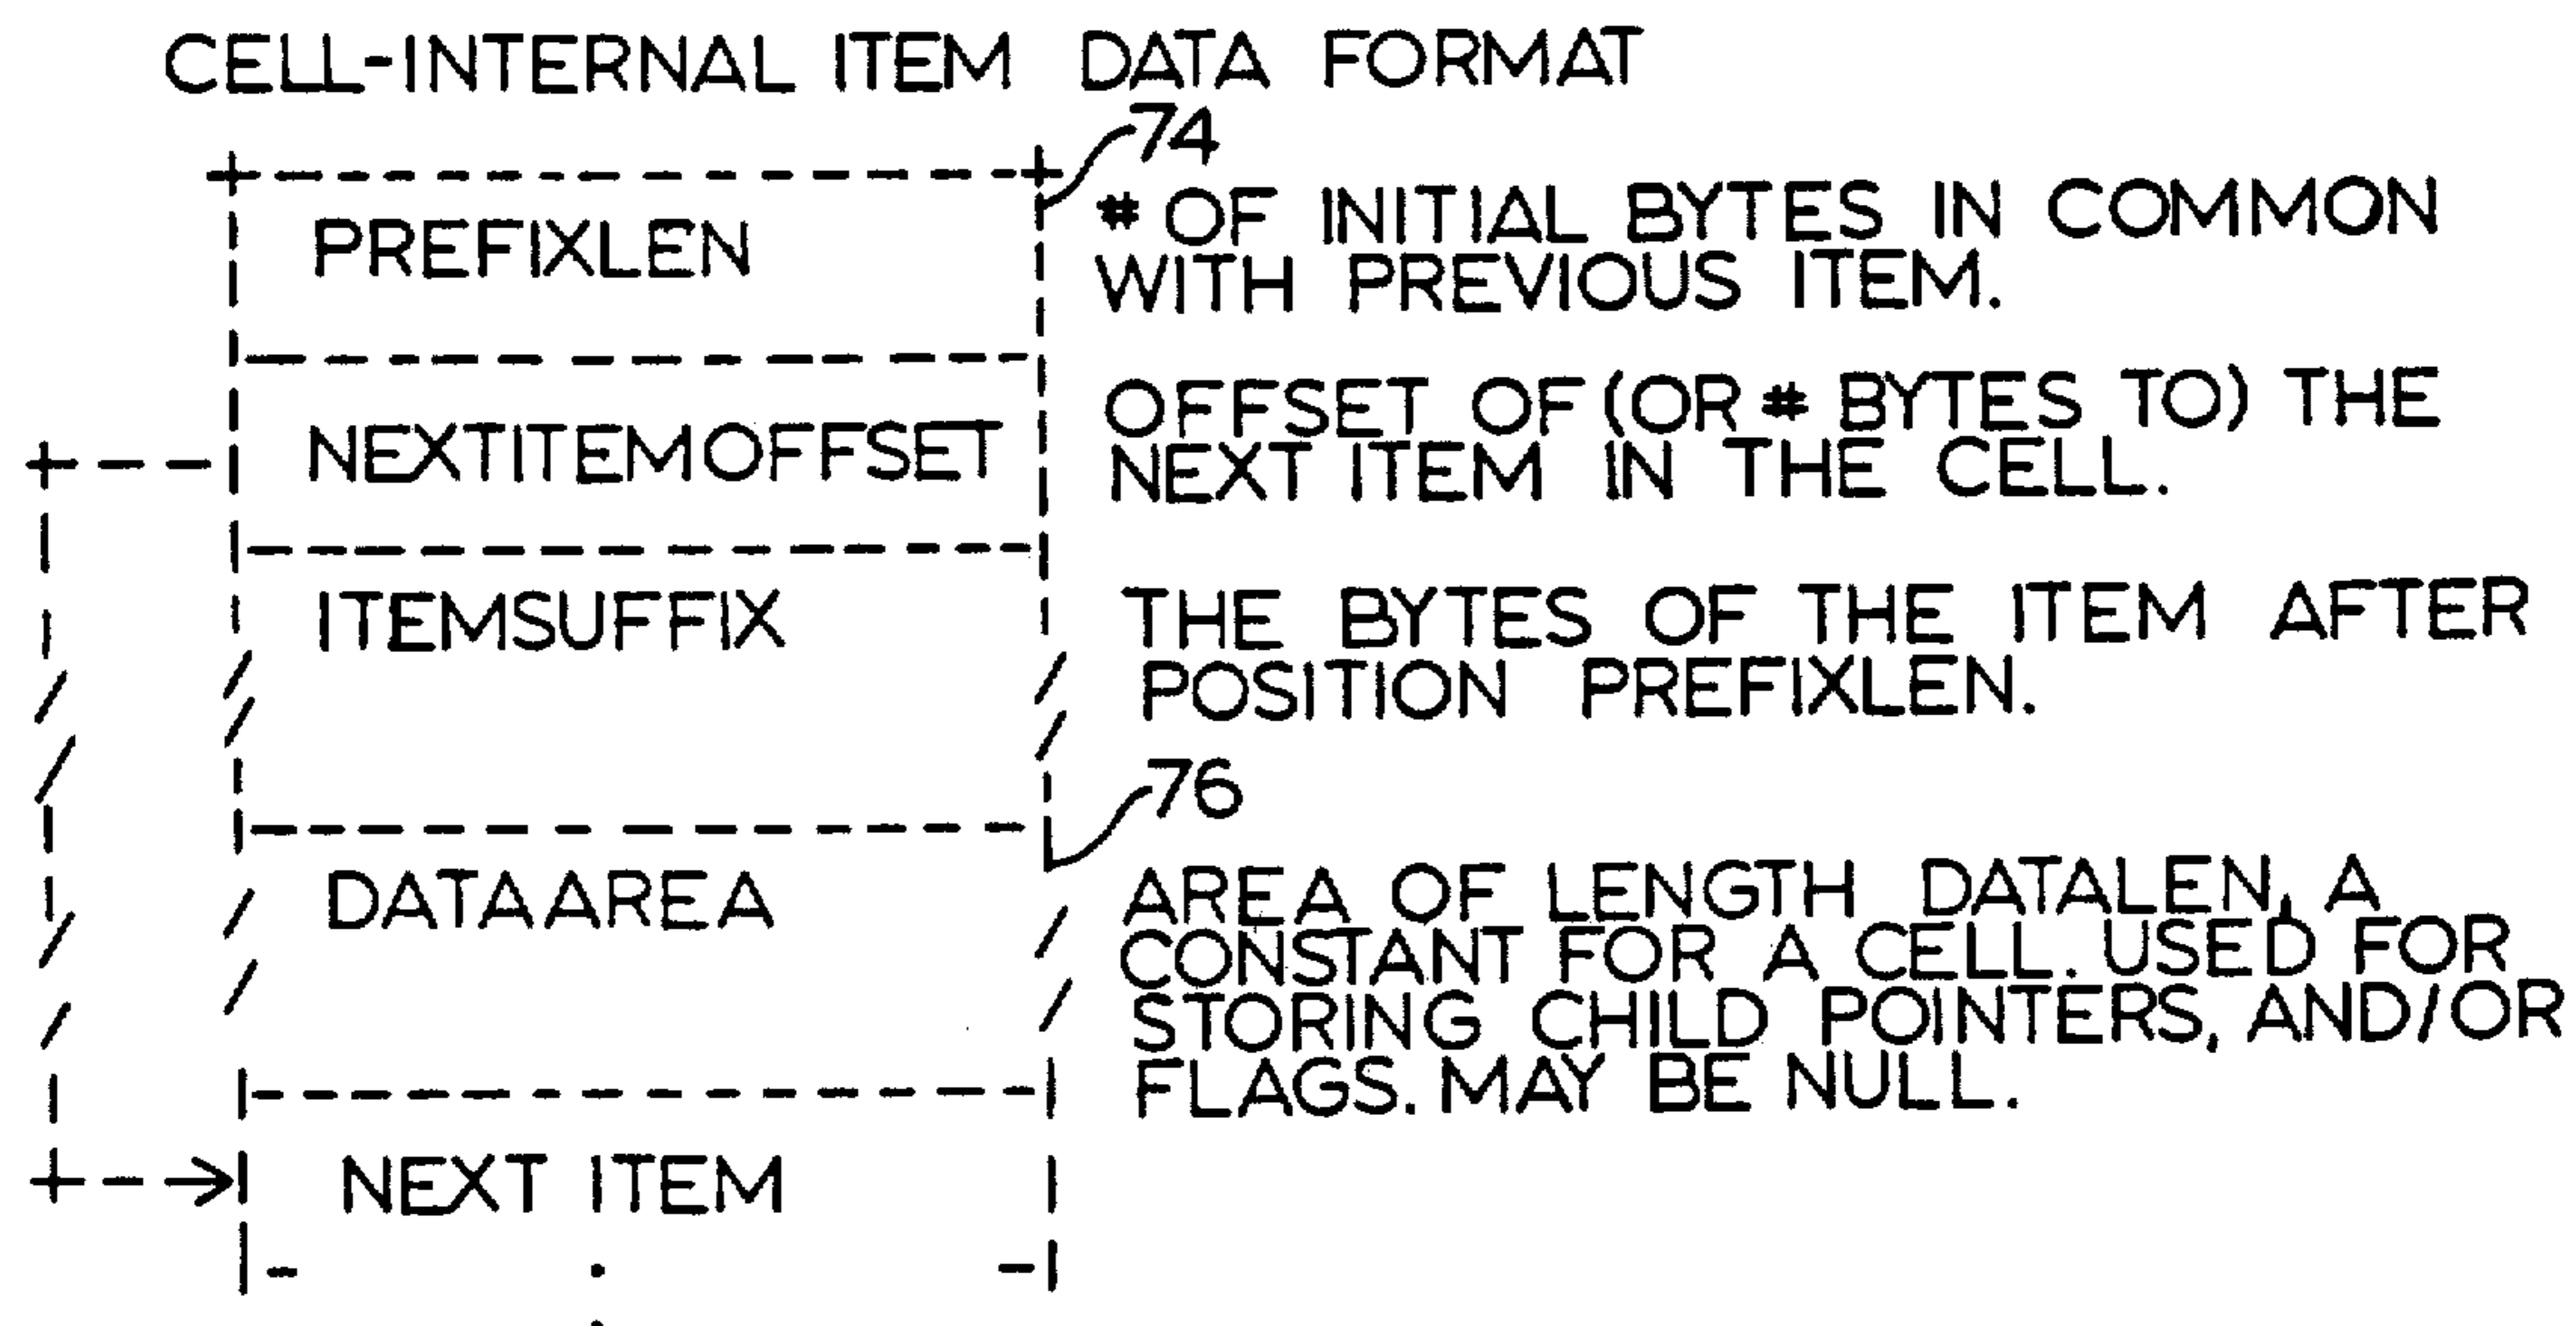 CELL-INTERNAL ITEM DATA FORMAT
74
PREFIXLEN
# OF INITIAL BYTES IN COMMON
WITH PREVIOUS ITEM.
NEXTITEMOFFSET
OFFSET OF (OR # BYTES TO) THE
NEXT ITEM IN THE CELL.
ITEMSUFFIX
THE BYTES OF THE ITEM AFTER
POSITION PREFIXLEN.
76
DATAAREA
AREA OF LENGTH DATALEN, A
CONSTANT FOR A CELL. USED FOR
STORING CHILD POINTERS, AND/OR
FLAGS. MAY BE NULL.
NEXT ITEM